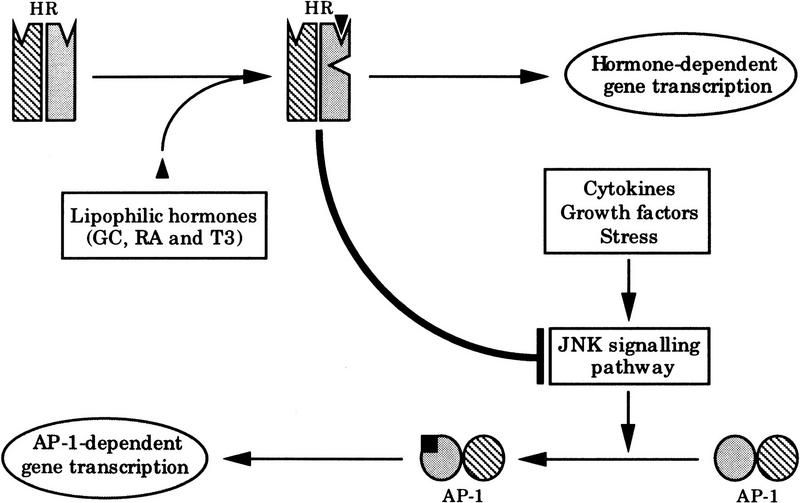 HR
HR
Hormone-dependent
gene transcription
Lipophilic hormones
(GC, RA and T3)
Cytokines
Growth factors
Stress
JNK signalling
pathway
AP-1-dependent
gene transcription
AP-1
AP-1